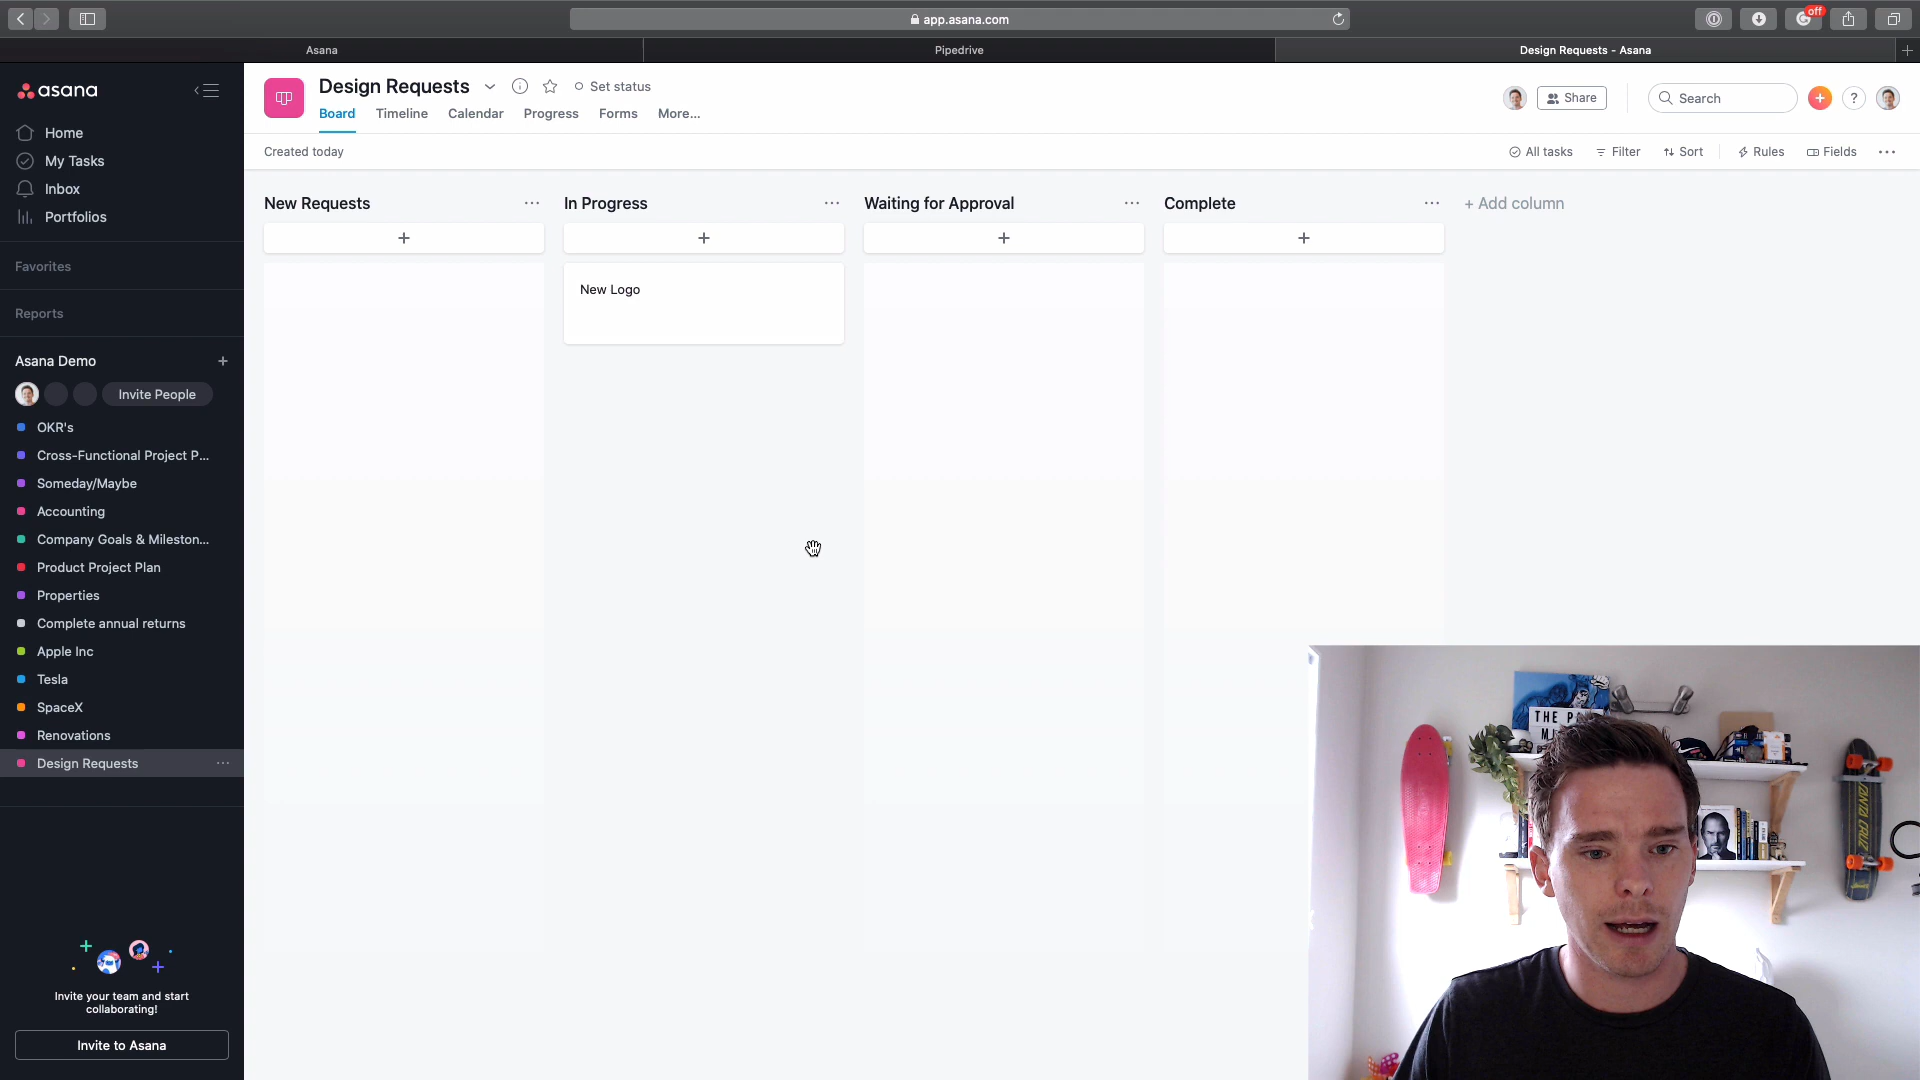 app.asana.com
off
Asana
Pipedrive
Design Requests - Asana
asana
Home
My Tasks
Inbox
Portfolios
Favorites
Reports
Asana Demo
Invite People
OKR's
Cross-Functional Project P...
Someday/Maybe
Accounting
Company Goals & Mileston...
Product Project Plan
Properties
Complete annual returns
Apple Inc
Tesla
SpaceX
Renovations
Design Requests
Invite your team and start
collaborating!
Invite to Asana
Design Requests
Set status
Board
Timeline
Calendar
Progress
Forms
More...
Share
Search
Created today
All tasks
Filter
Sort
Rules
Fields
New Requests
In Progress
Waiting for Approval
Complete
+ Add column
New Logo
THE
SANTA CRUZ